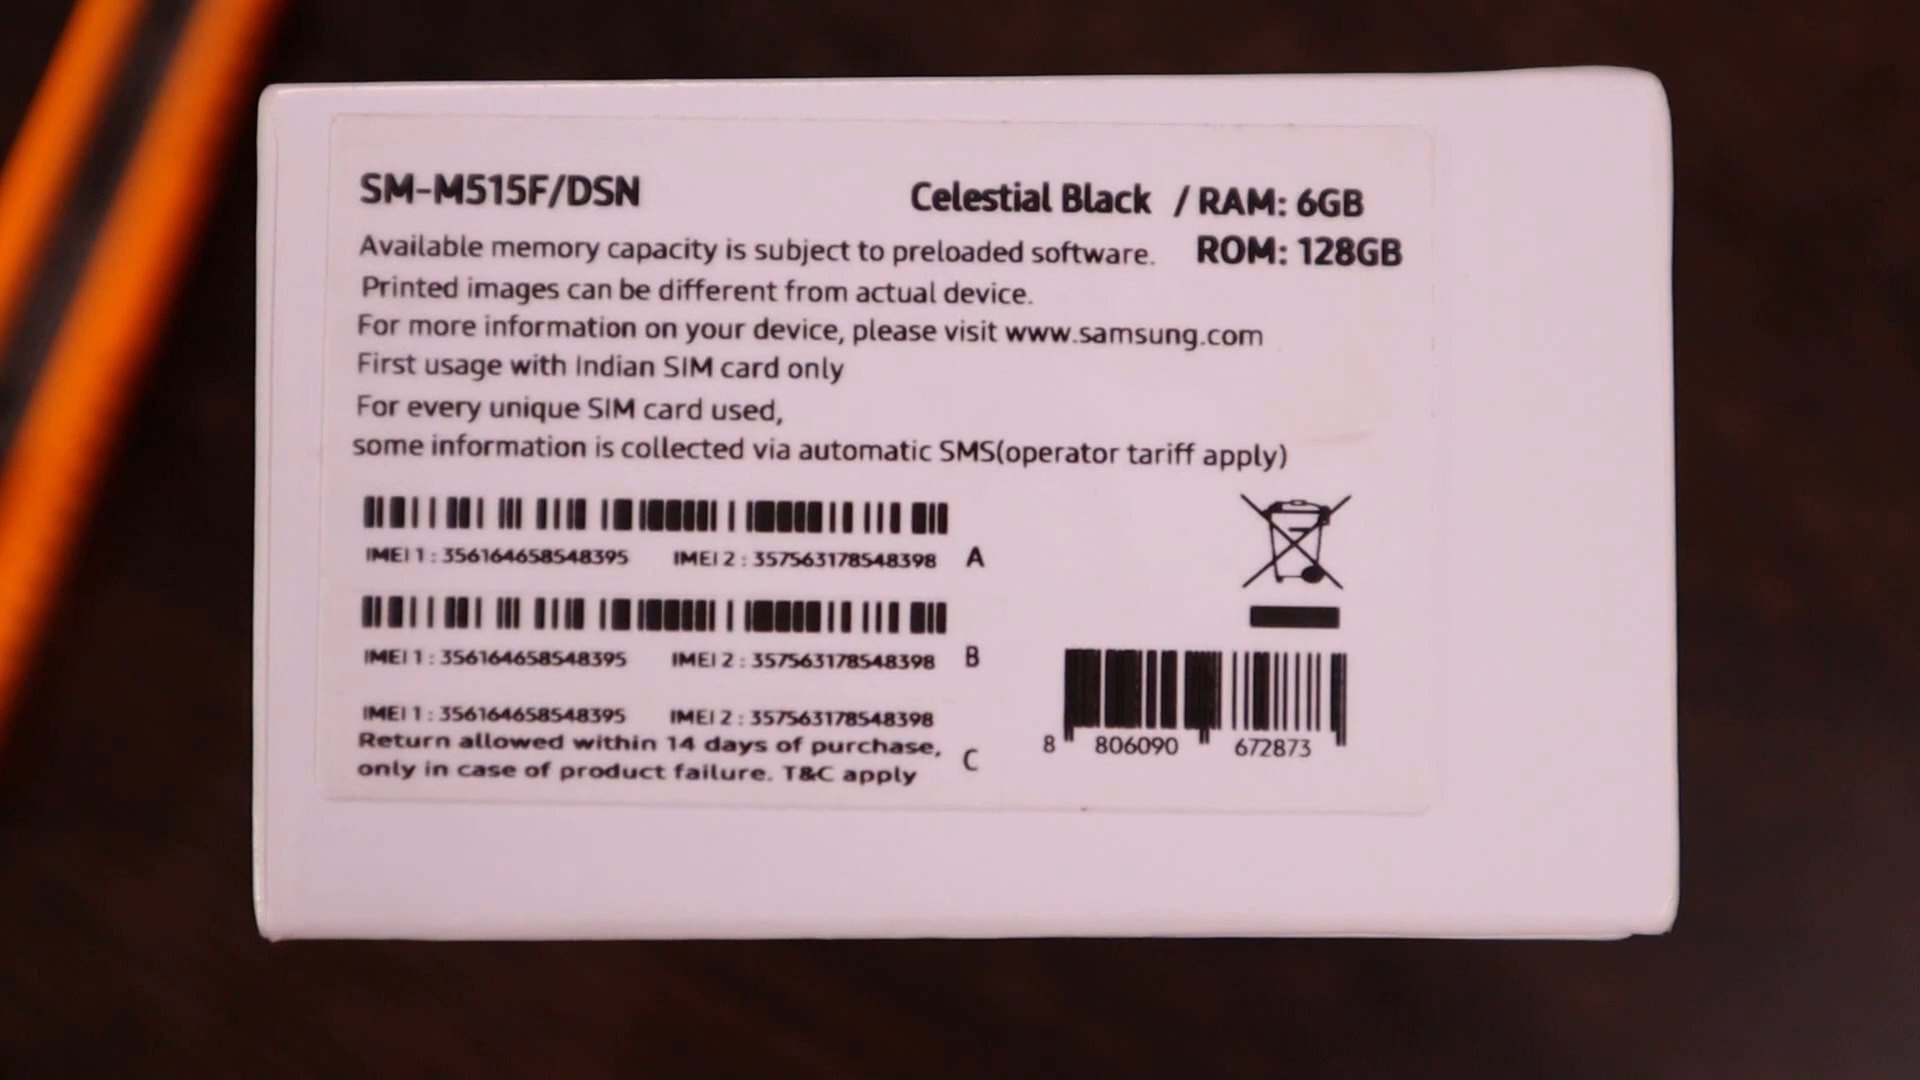 SM-M515F/DSN Celestial Black / RAM: 6GB
Available memory capacity is subject to preloaded software. ROM: 128GB
Printed images can be different from actual device.
For more information on your device, please visit www.samsung.com
First usage with Indian SIM card only
For every unique SIM card used,
some information is collected via automatic SMS(operator tariff apply)
IMEI 1 : 356164658548395 IMEI 2 : 357563178548398 A
IMEI 1 : 356164658548395 IMEI 2 : 357563178548398 B
IMEI 1 : 356164658548395 IMEI 2 : 357563178548398
Return allowed within 14 days of purchase,
only in case of product failure. T&C apply C
8 806090 672873